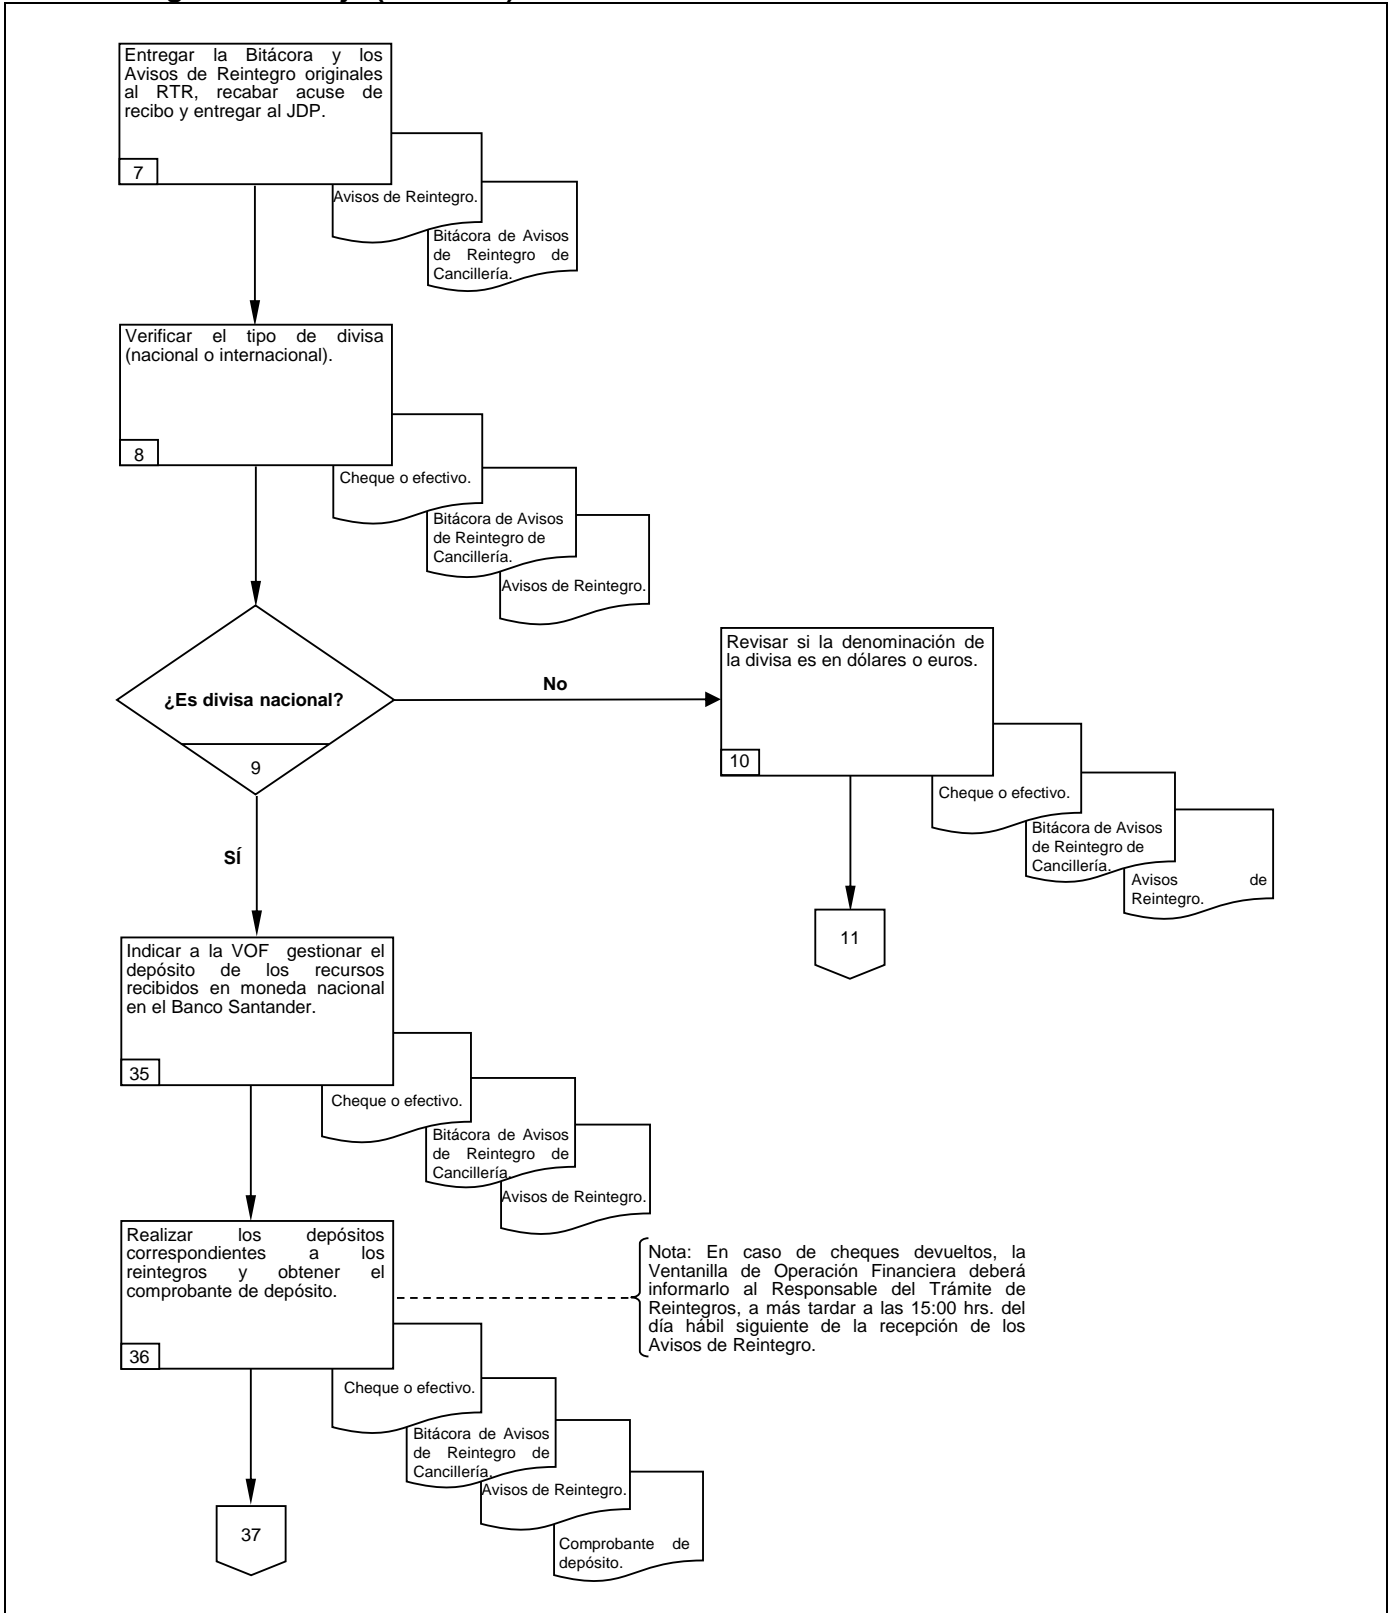 Entregar la Bitácora y los
Avisos de Reintegro originales
al RTR, recabar acuse de
recibo y entregar al JDP.
7
Avisos de Reintegro.
Bitácora de Avisos
de Reintegro de
Cancillería.
Verificar el tipo de divisa
(nacional o internacional).
8
Cheque o efectivo.
Bitácora de Avisos
de Reintegro de
Cancillería.
Avisos de Reintegro.
¿Es divisa nacional?
9
No
Revisar si la denominación de
la divisa es en dólares o euros.
10
Cheque o efectivo.
Bitácora de Avisos
de Reintegro de
Cancillería.
Avisos de
Reintegro.
11
SÍ
Indicar a la VOF gestionar el
depósito de los recursos
recibidos en moneda nacional
en el Banco Santander.
35
Cheque o efectivo.
Bitácora de Avisos
de Reintegro de
Cancillería.
Avisos de Reintegro.
Realizar los depósitos
correspondientes a los
reintegros y obtener el
comprobante de depósito.
36
Nota: En caso de cheques devueltos, la
Ventanilla de Operación Financiera deberá
informarlo al Responsable del Trámite de
Reintegros, a más tardar a las 15:00 hrs. del
día hábil siguiente de la recepción de los
Avisos de Reintegro.
Cheque o efectivo.
Bitácora de Avisos
de Reintegro de
Cancillería.
Avisos de Reintegro.
Comprobante de
depósito.
37